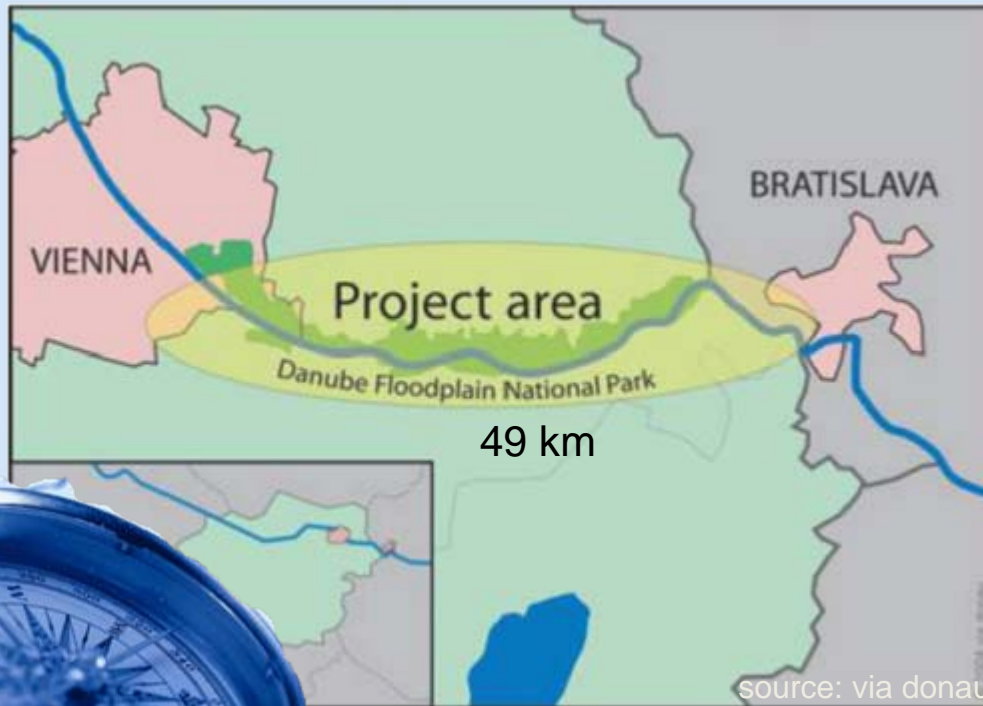 BRATISLAVA
VIENNA
Project area
Danube Floodplain National Park
49 km
source: via donau